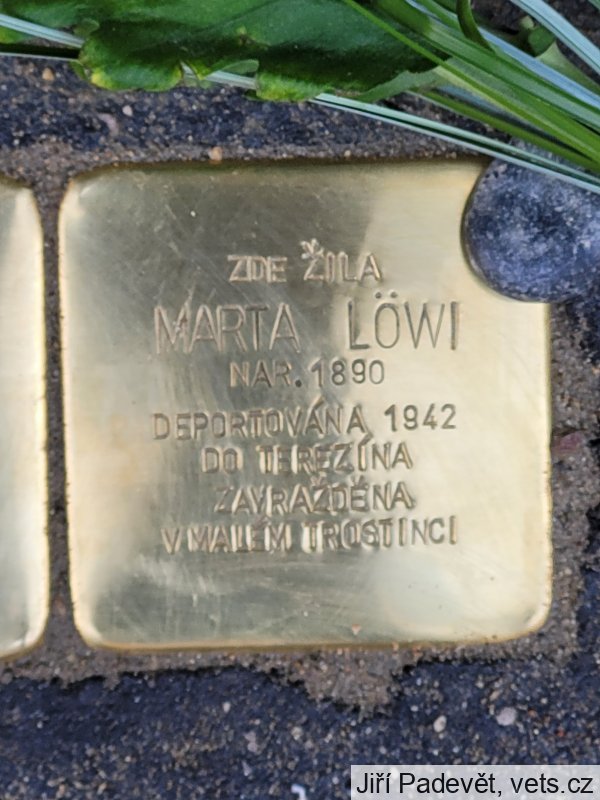 ZDE ŽILA
MARTA LÖWI
NAR. 1890
DEPORTOVÁNA 1942
DO TEREZÍNA
ZAVRAŽDĚNA
V MALÉM TROSTINCI
Jiří Padevět, vets.cz